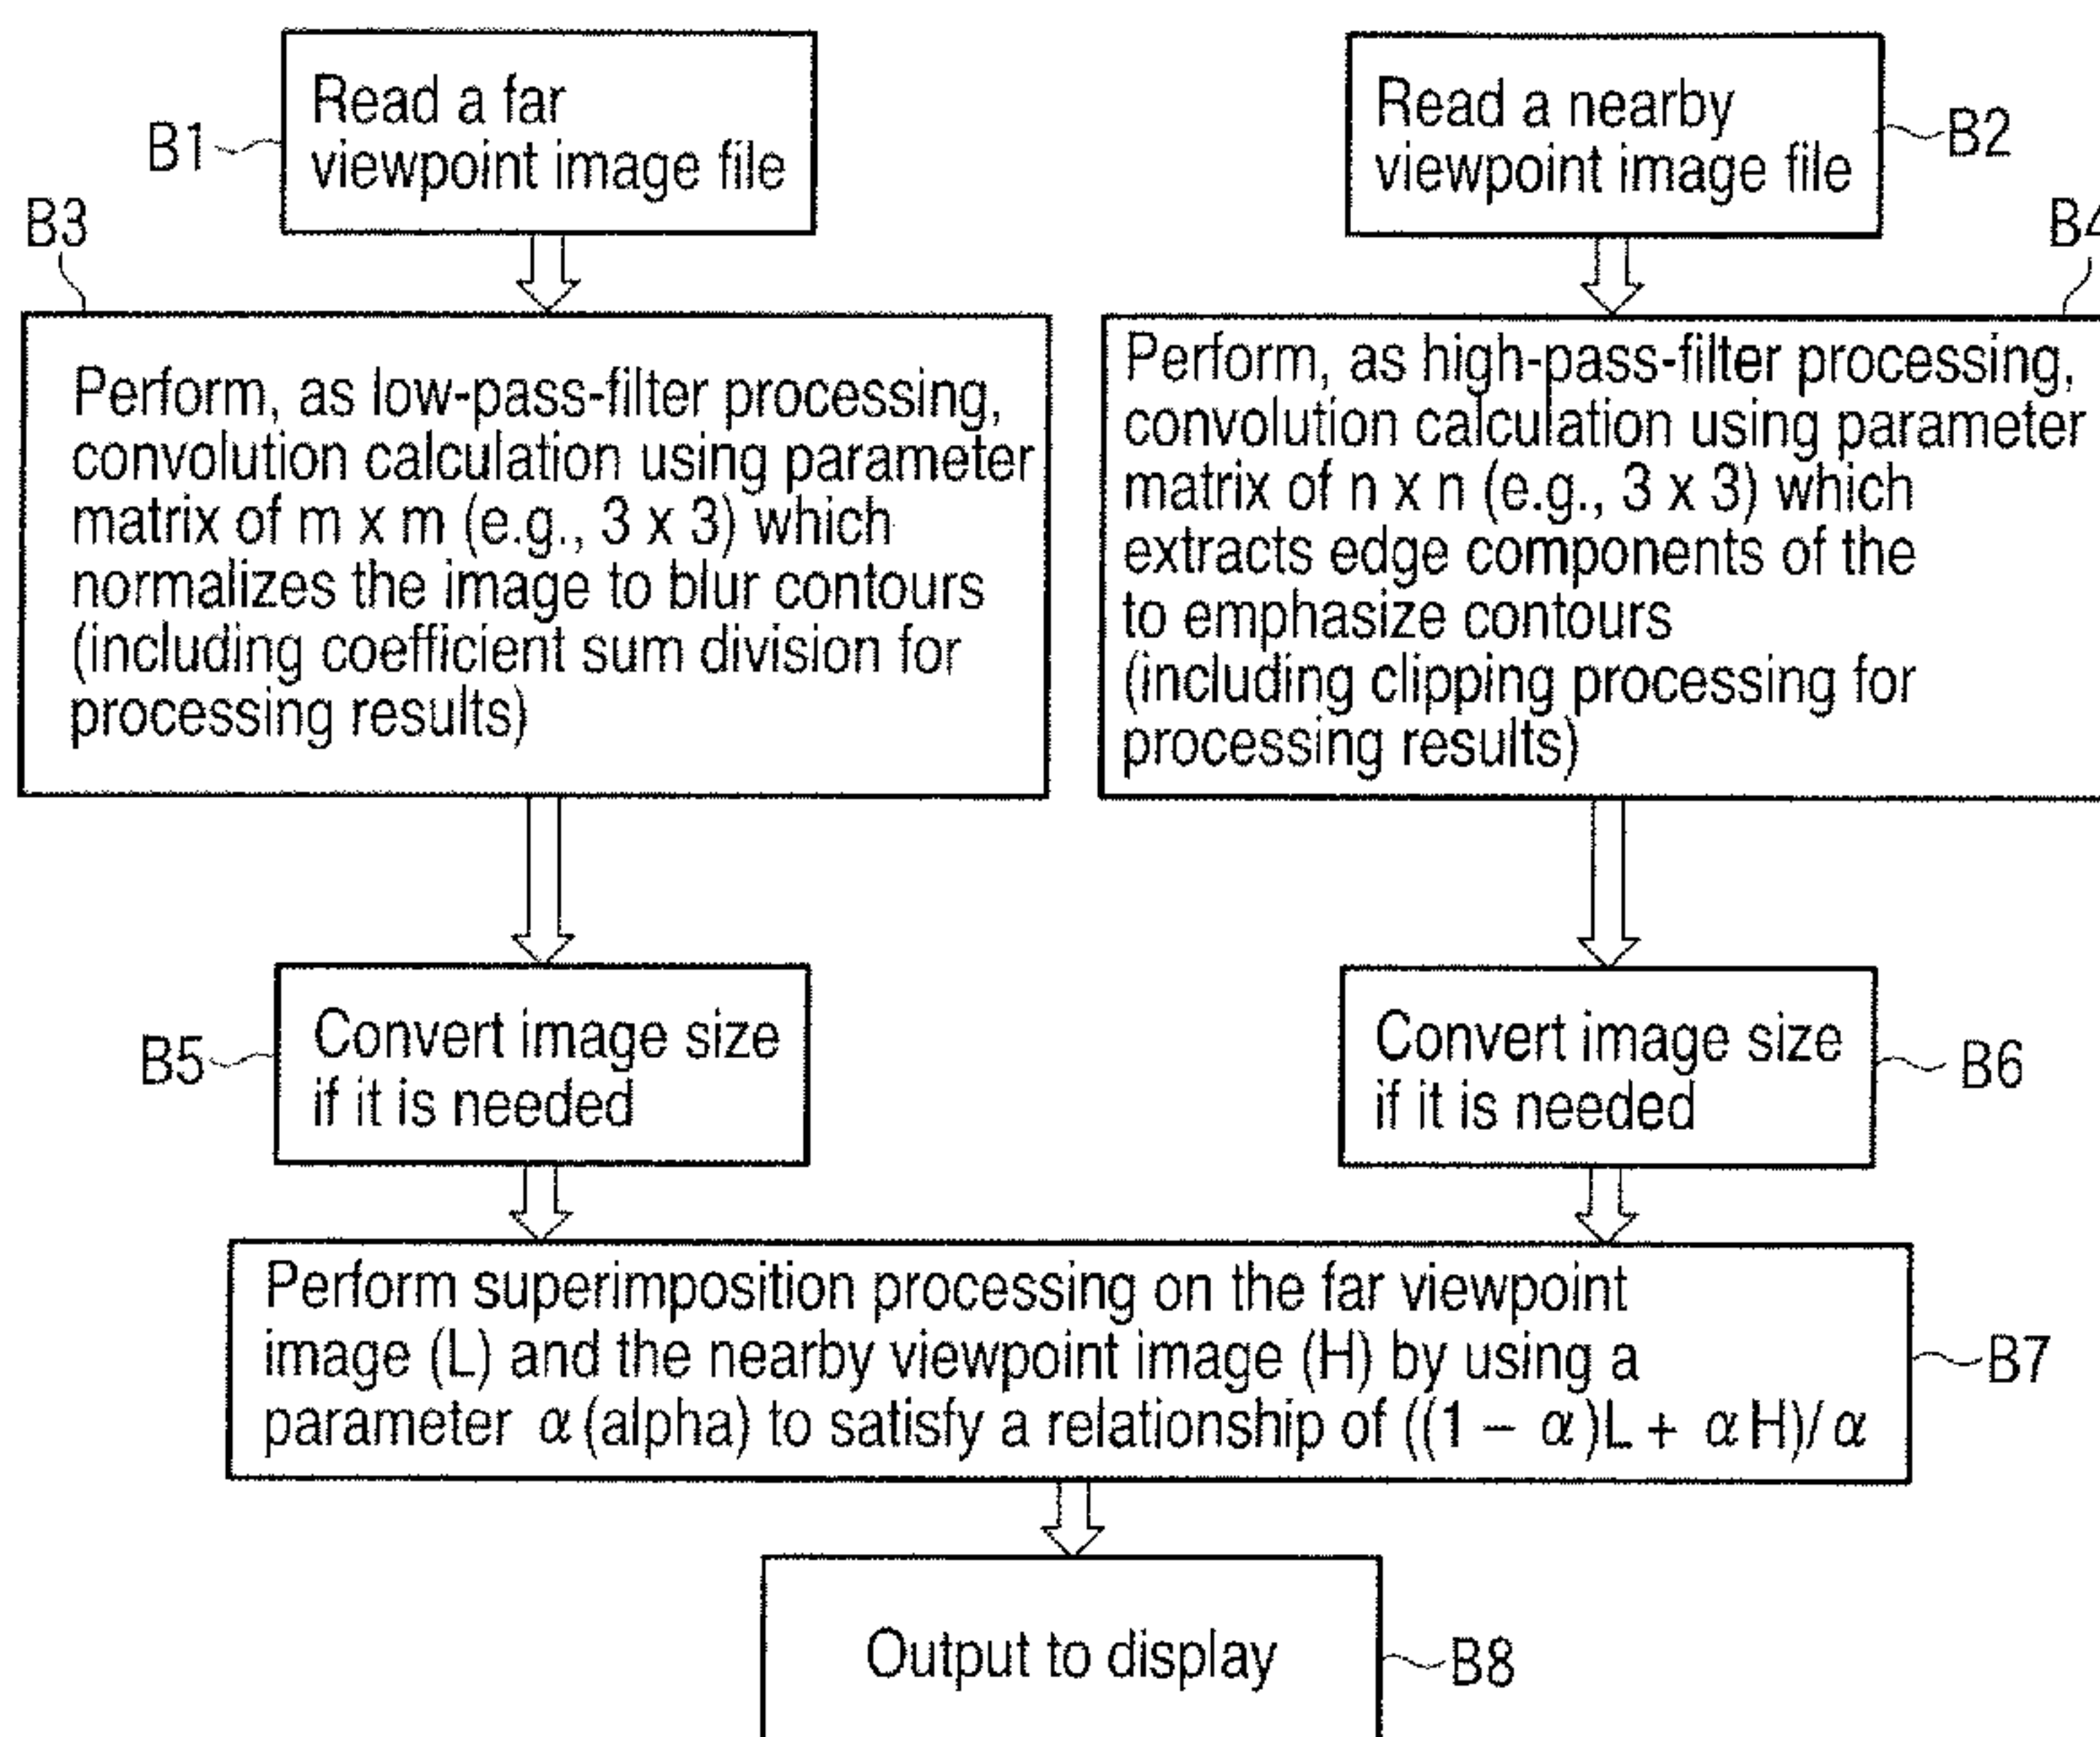 B1
Read a far
viewpoint image file
Read a nearby
viewpoint image file
B2
B3
Perform, as low-pass-filter processing,
convolution calculation using parameter
matrix of m x m (e.g., 3 x 3) which
normalizes the image to blur contours
(including coefficient sum division for
processing results)
B4
Perform, as high-pass-filter processing,
convolution calculation using parameter
matrix of n x n (e.g., 3 x 3) which
extracts edge components of the
to emphasize contours
(including clipping processing for
processing results)
B5
Convert image size
if it is needed
Convert image size
if it is needed
B6
Perform superimposition processing on the far viewpoint
image (L) and the nearby viewpoint image (H) by using a
parameter α (alpha) to satisfy a relationship of ((1 − α)L + αH)/α
B7
Output to display
B8